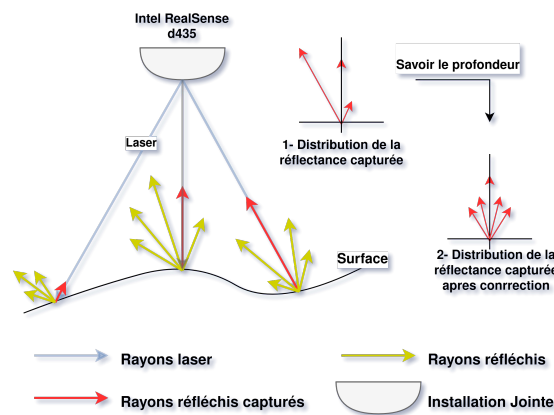 Intel RealSense
d435
Laser
Surface
1- Distribution de la
réflectance capturée
Savoir le profondeur
2- Distribution de la
réflectance capturée
apres conrrection
Rayons laser
Rayons réfléchis
Rayons réfléchis capturés
Installation Jointe